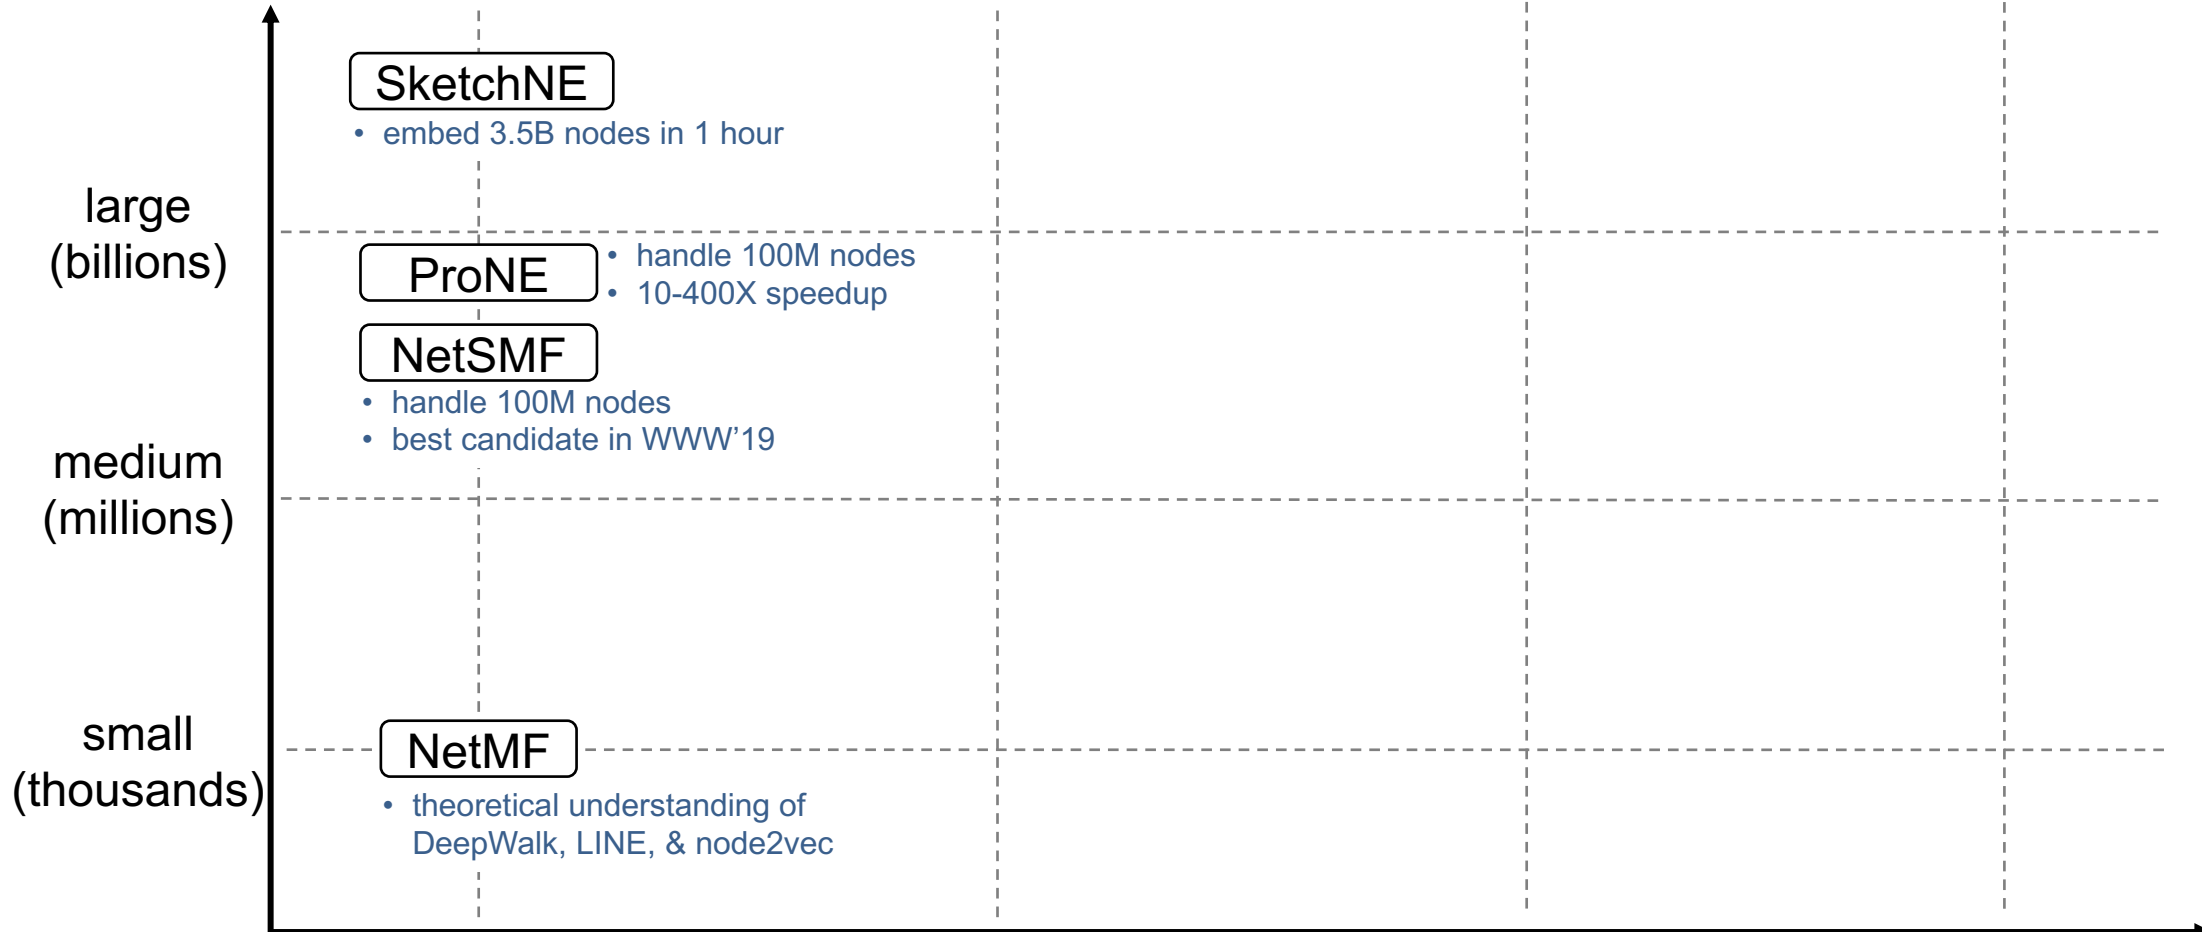 SketchNE
• embed 3.5B nodes in 1 hour
large
(billions)
ProNE
• handle 100M nodes
• 10-400X speedup
NetSMF
• handle 100M nodes
• best candidate in WWW’19
medium
(millions)
small
(thousands)
NetMF
• theoretical understanding of
DeepWalk, LINE, & node2vec